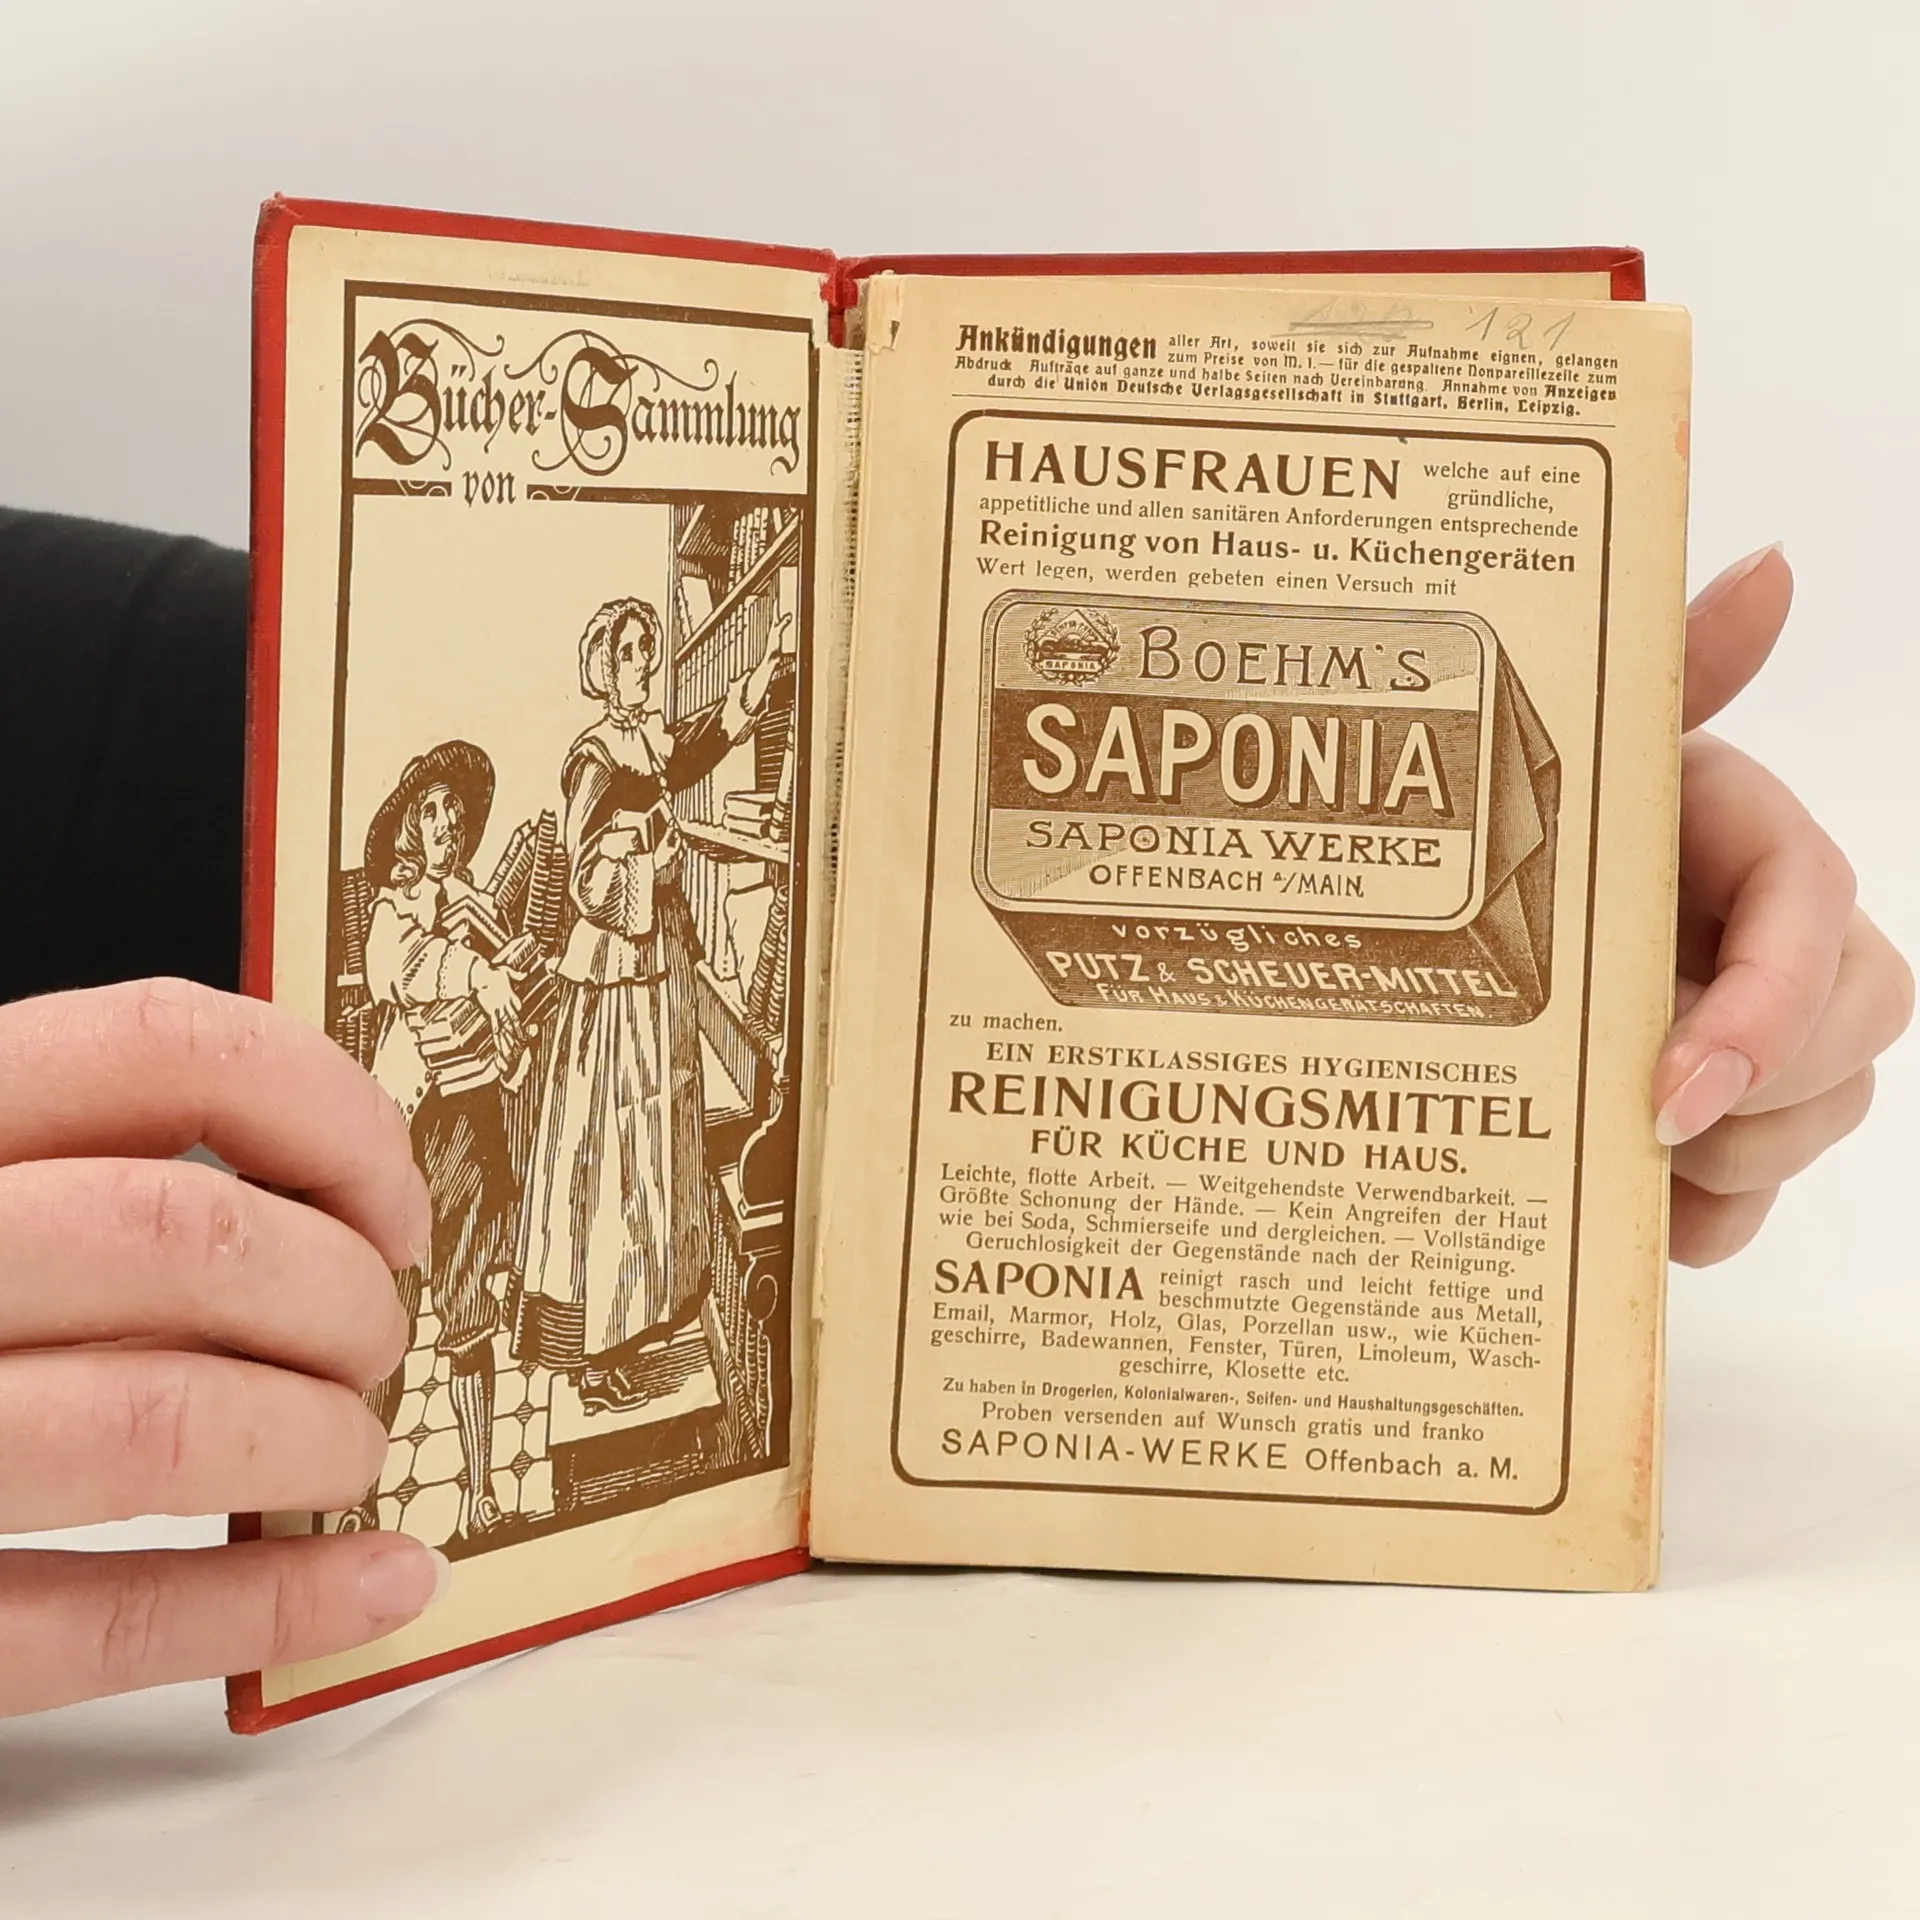 Bücher-Sammlung
von
121
Ankündigungen aller Art, soweit sie sich zur Aufnahme eignen, gelangen
zum Preise von M. 1.— für die gespaltene Nonpareillezeile zum
Abdruck Aufträge auf ganze und halbe Seiten nach Vereinbarung. Annahme von Anzeigen
durch die Union Deutsche Verlagsgesellschaft in Stuttgart, Berlin, Leipzig.
HAUSFRAUEN welche auf eine
gründliche,
appetitliche und allen sanitären Anforderungen entsprechende
Reinigung von Haus- u. Küchengeräten
Wert legen, werden gebeten einen Versuch mit
SAPONIA
BOEHM'S
SAPONIA
SAPONIA WERKE
OFFENBACH A/MAIN
vorzügliches
PUTZ & SCHEUER-MITTEL
FÜR HAUS & KÜCHENGERÄTSCHAFTEN.
zu machen.
EIN ERSTKLASSIGES HYGIENISCHES
REINIGUNGSMITTEL
FÜR KÜCHE UND HAUS.
Leichte, flotte Arbeit. — Weitgehendste Verwendbarkeit. —
Größte Schonung der Hände. — Kein Angreifen der Haut
wie bei Soda, Schmierseife und dergleichen. — Vollständige
Geruchlosigkeit der Gegenstände nach der Reinigung.
SAPONIA reinigt rasch und leicht fettige und
beschmutzte Gegenstände aus Metall,
Email, Marmor, Holz, Glas, Porzellan usw., wie Küchen-
geschirre, Badewannen, Fenster, Türen, Linoleum, Wasch-
geschirre, Klosette etc.
Zu haben in Drogerien, Kolonialwaren-, Seifen- und Haushaltungsgeschäften.
Proben versenden auf Wunsch gratis und franko
SAPONIA-WERKE Offenbach a. M.